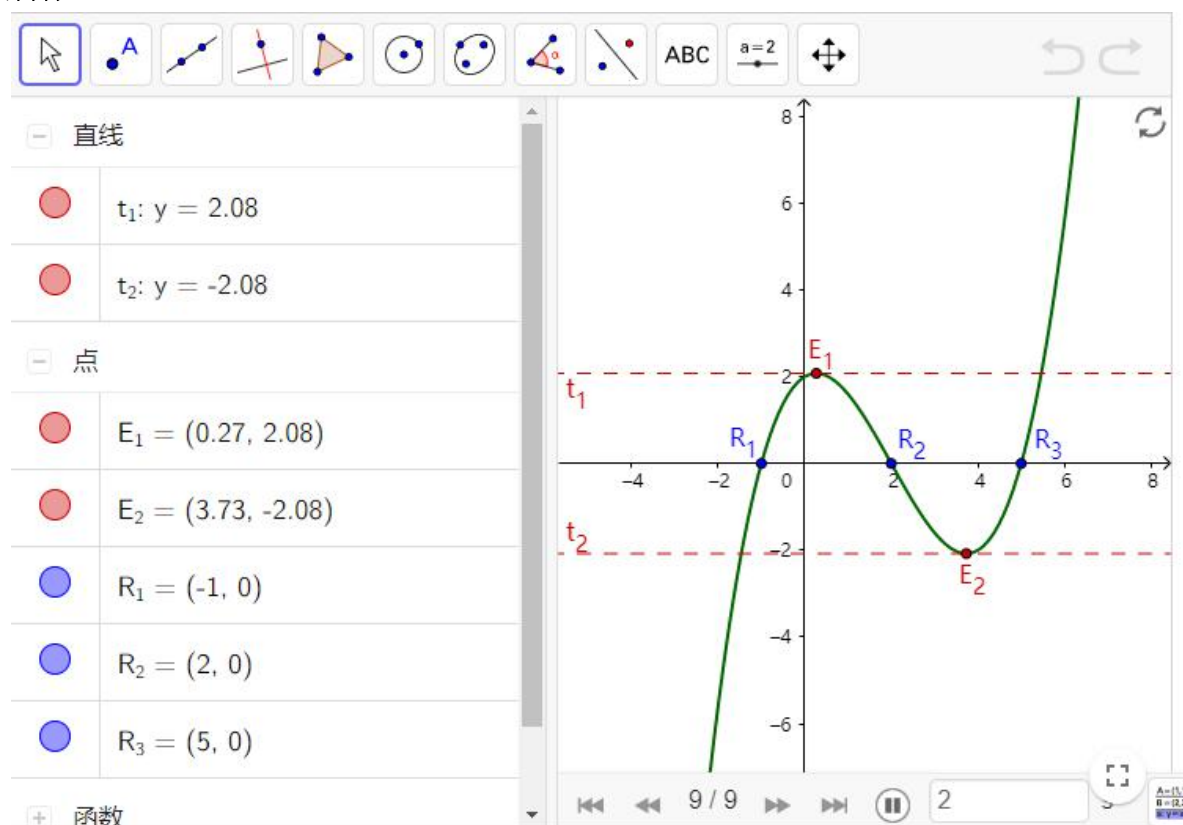 A
α
ABC
a=2
直线
t₁: y = 2.08
t₂: y = -2.08
点
E₁ = (0.27, 2.08)
E₂ = (3.73, -2.08)
R₁ = (-1, 0)
R₂ = (2, 0)
R₃ = (5, 0)
函数
8
6
4
2
E₁
t₁
R₁
R₂
R₃
−4
−2
0
2
4
6
8
t₂
−2
E₂
−4
−6
9 / 9
2